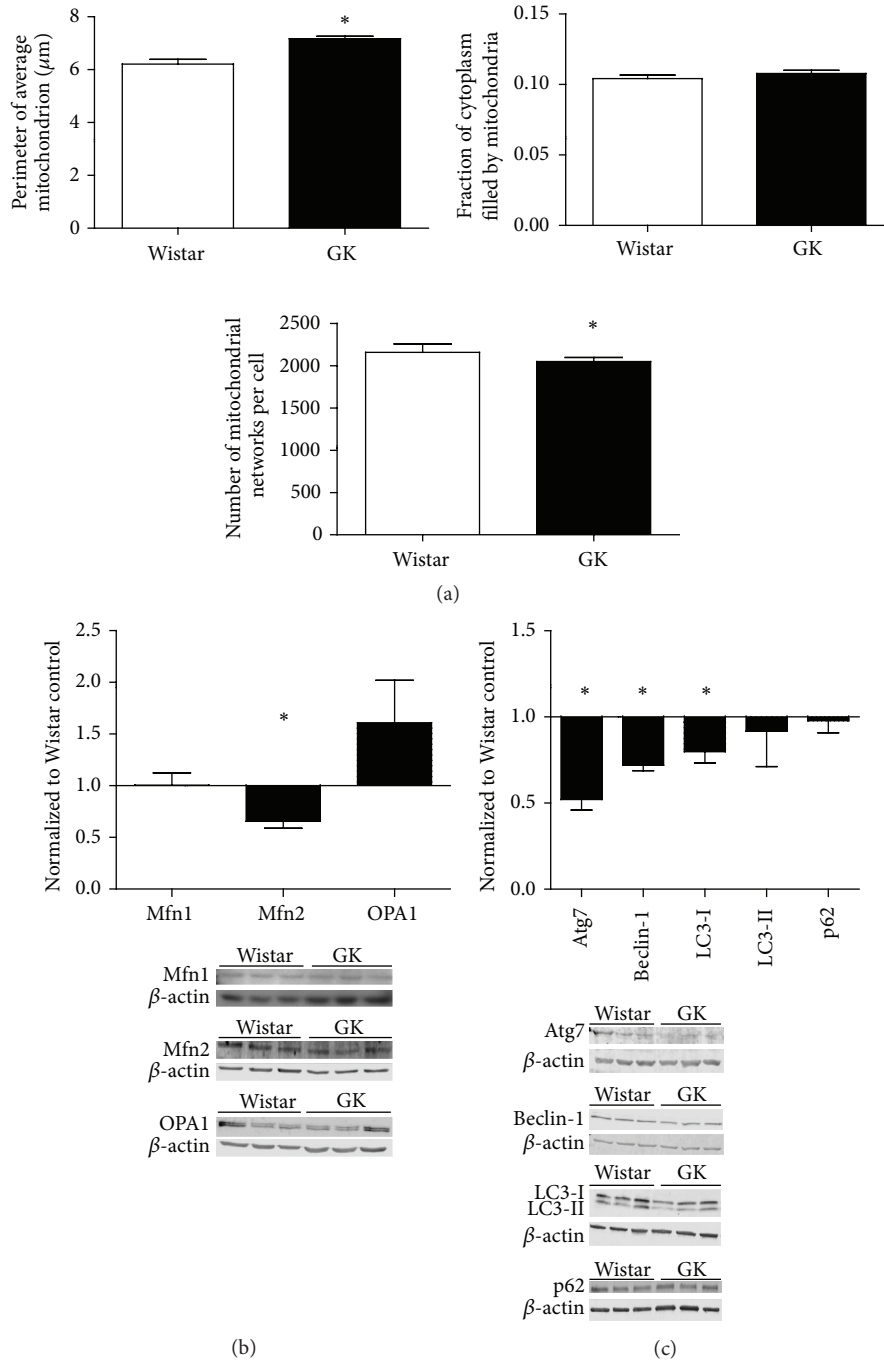 Perimeter of average
mitochondrion (μm)
8
6
4
2
0
*
Wistar
GK
Fraction of cytoplasm
filled by mitochondria
0.15
0.10
0.05
0.00
Wistar
GK
Number of mitochondrial
networks per cell
2500
2000
1500
1000
500
0
*
Wistar
GK
(a)
Normalized to Wistar control
2.5
2.0
1.5
1.0
0.5
0.0
*
Mfn1
Mfn2
OPA1
Wistar GK
Mfn1
β-actin
Wistar GK
Mfn2
β-actin
Wistar GK
OPA1
β-actin
(b)
Normalized to Wistar control
1.5
1.0
0.5
0.0
* * *
Atg7
Beclin-1
LC3-I
LC3-II
p62
Wistar GK
Atg7
β-actin
Wistar GK
Beclin-1
β-actin
Wistar GK
LC3-I
LC3-II
β-actin
Wistar GK
p62
β-actin
(c)